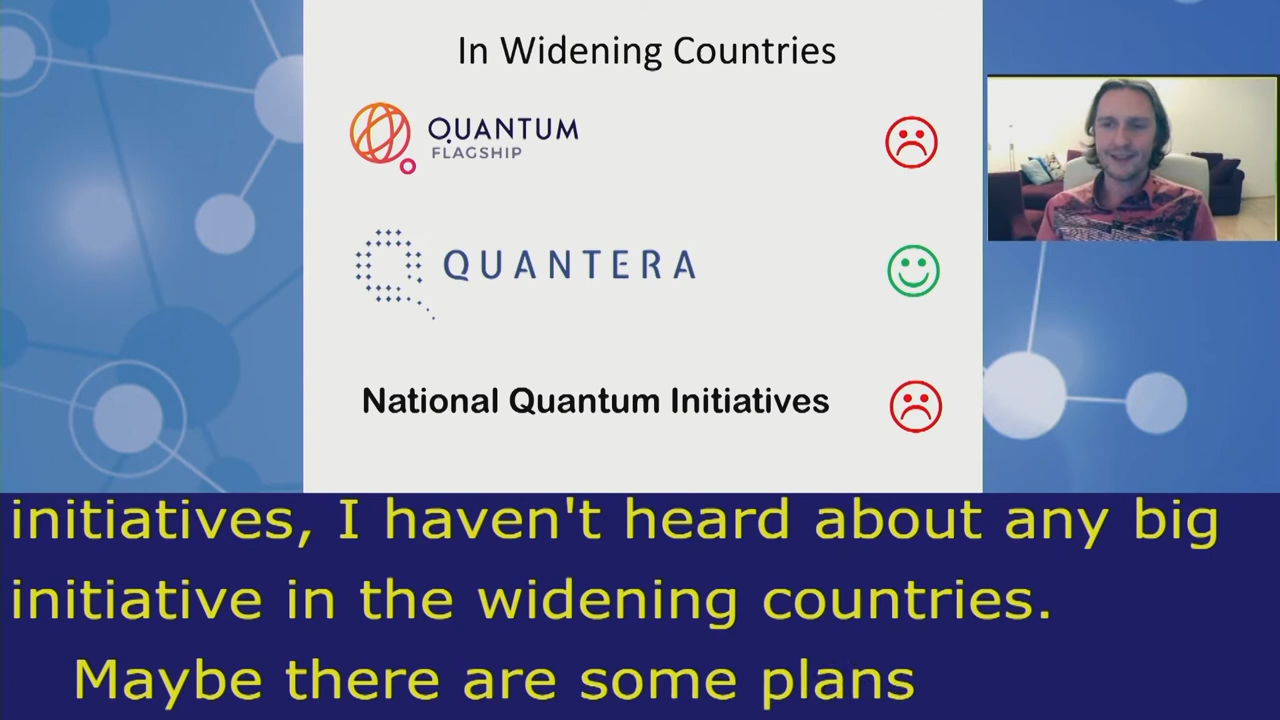 In Widening Countries
QUANTUM
FLAGSHIP
QUANTERA
National Quantum Initiatives
initiatives, I haven't heard about any big
initiative in the widening countries.
Maybe there are some plans